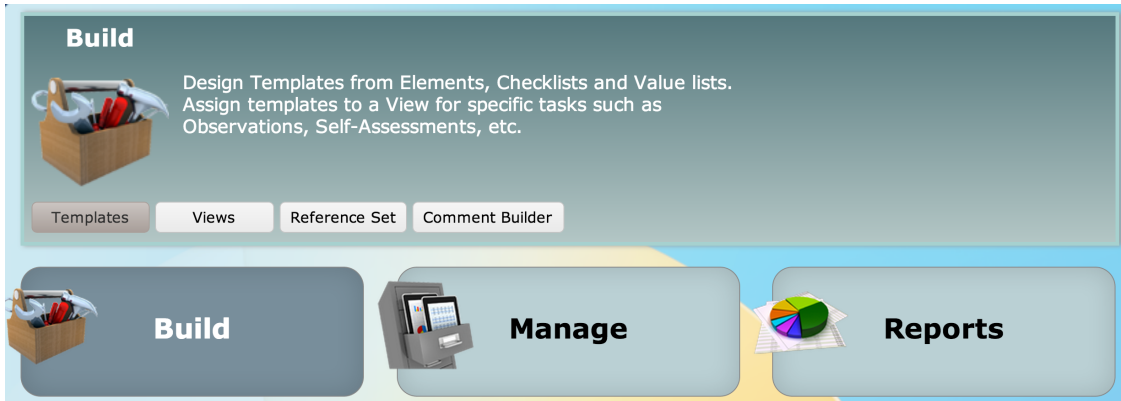 Build
Design Templates from Elements, Checklists and Value lists.
Assign templates to a View for specific tasks such as
Observations, Self-Assessments, etc.
Templates Views Reference Set Comment Builder
Build Manage Reports